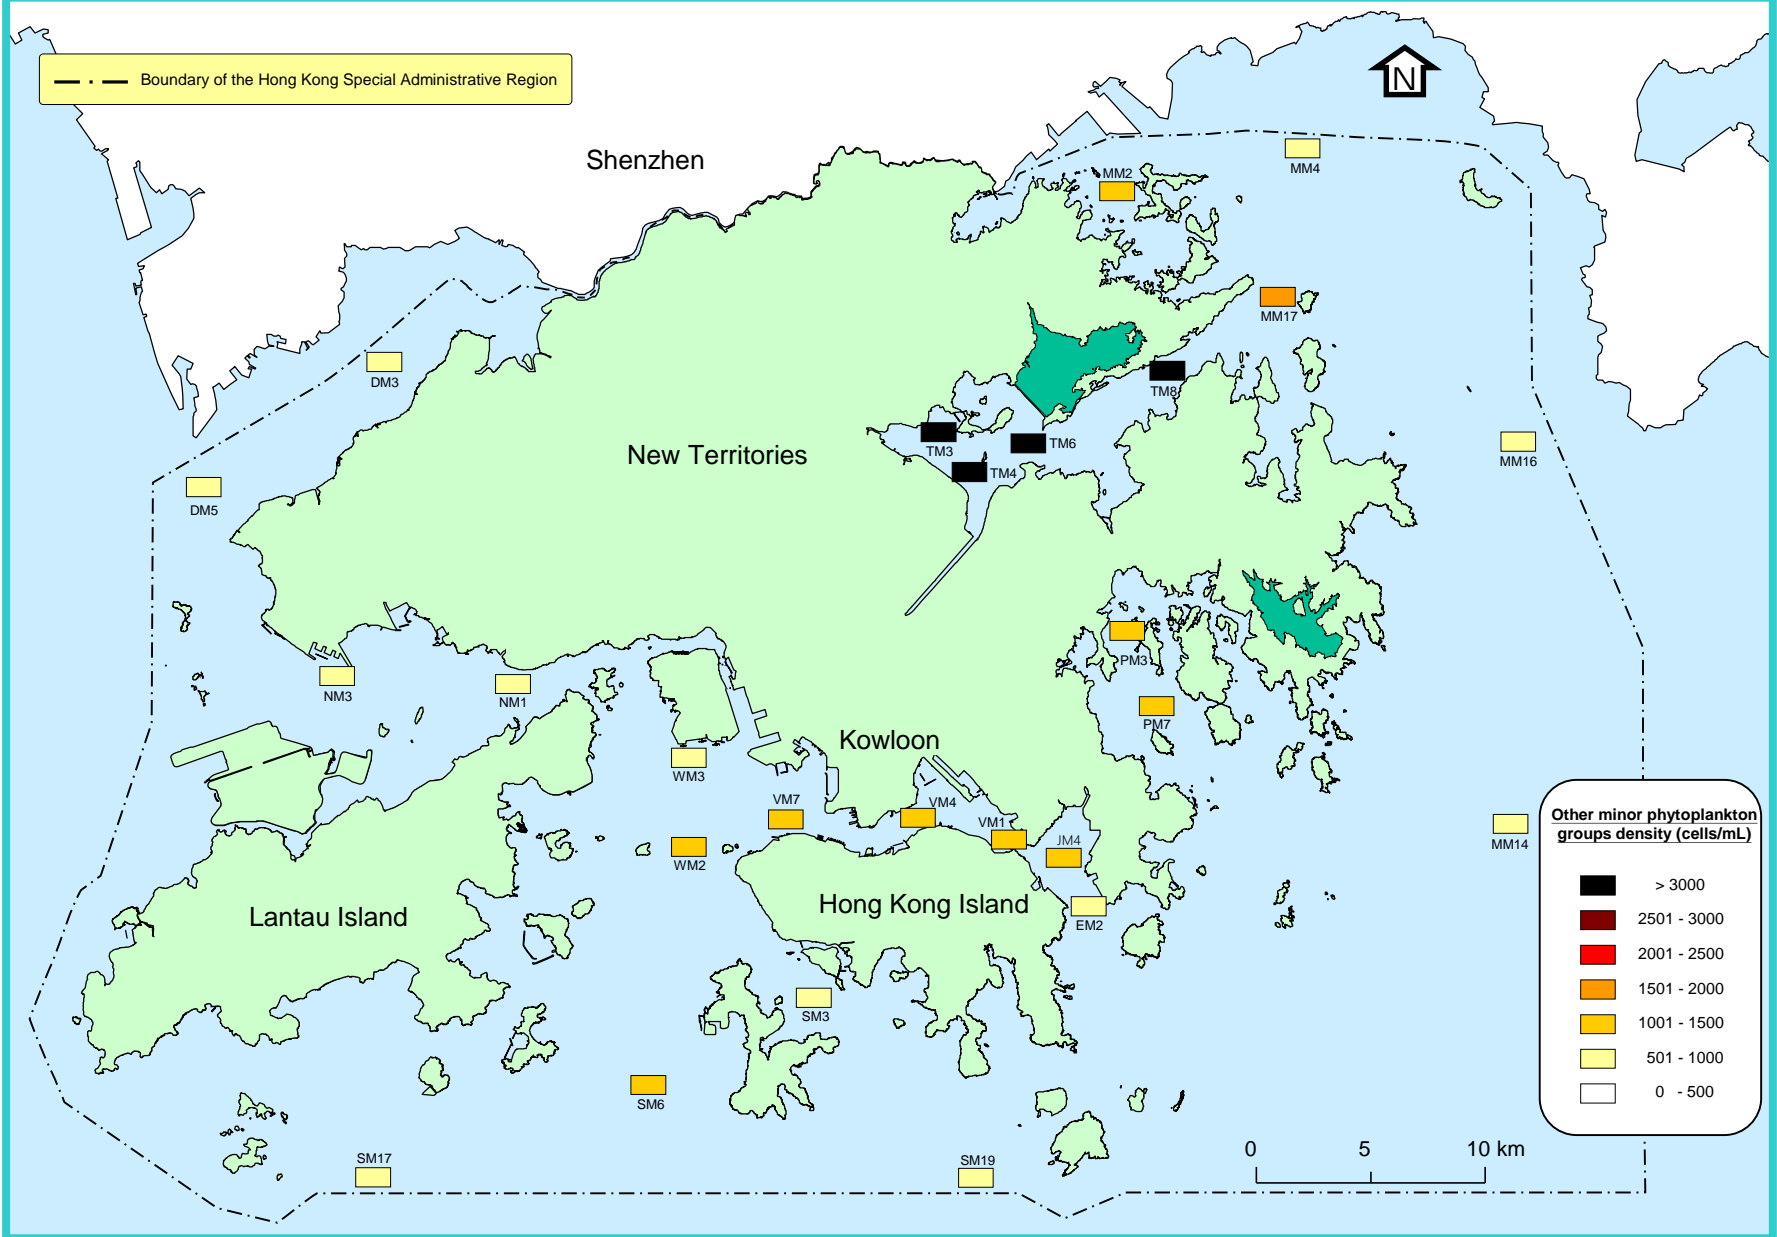 Boundary of the Hong Kong Special Administrative Region
N
Shenzhen
MM4
MM2
MM17
DM3
TM8
TM3
TM6
New Territories
MM16
TM4
DM5
PM3
NM3
NM1
PM7
Kowloon
WM3
VM7
VM4
VM1
JM4
WM2
MM14
Lantau Island
Hong Kong Island
EM2
SM3
SM6
SM17
SM19
Other minor phytoplankton
groups density (cells/mL)
> 3000
2501 - 3000
2001 - 2500
1501 - 2000
1001 - 1500
501 - 1000
0 - 500
0 5 10 km